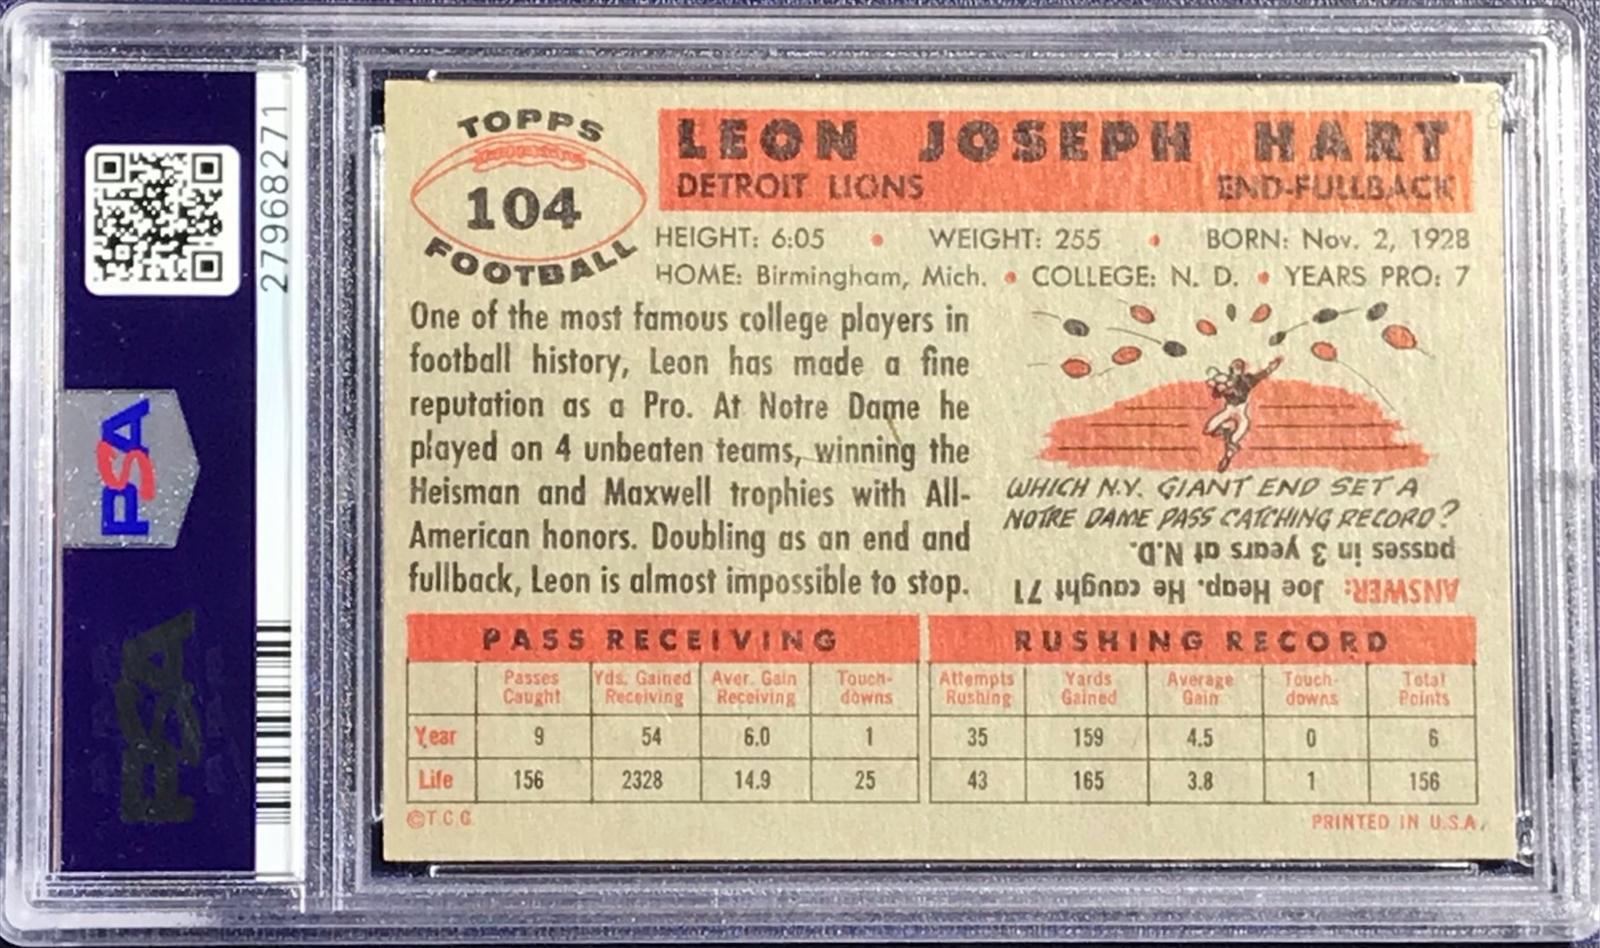 27968271
PSA
PSA
TOPPS
104
FOOTBALL
LEON JOSEPH HART
DETROIT LIONS END-FULLBACK
HEIGHT: 6:05 • WEIGHT: 255 • BORN: Nov. 2, 1928
HOME: Birmingham, Mich. • COLLEGE: N. D. • YEARS PRO: 7
One of the most famous college players in
football history, Leon has made a fine
reputation as a Pro. At Notre Dame he
played on 4 unbeaten teams, winning the
Heisman and Maxwell trophies with All-
American honors. Doubling as an end and
fullback, Leon is almost impossible to stop.
WHICH N.Y. GIANT END SET A
NOTRE DAME PASS CATCHING RECORD?
ANSWER: Joe Heap. He caught 71
passes in 3 years at N.D.
PASS RECEIVING
Passes Caught Yds. Gained Receiving Aver. Gain Receiving Touch-downs
Year 9 54 6.0 1
Life 156 2328 14.9 25
RUSHING RECORD
Attempts Rushing Yards Gained Average Gain Touch-downs Total Points
35 159 4.5 0 6
43 165 3.8 1 156
©T.C.G. PRINTED IN U.S.A.